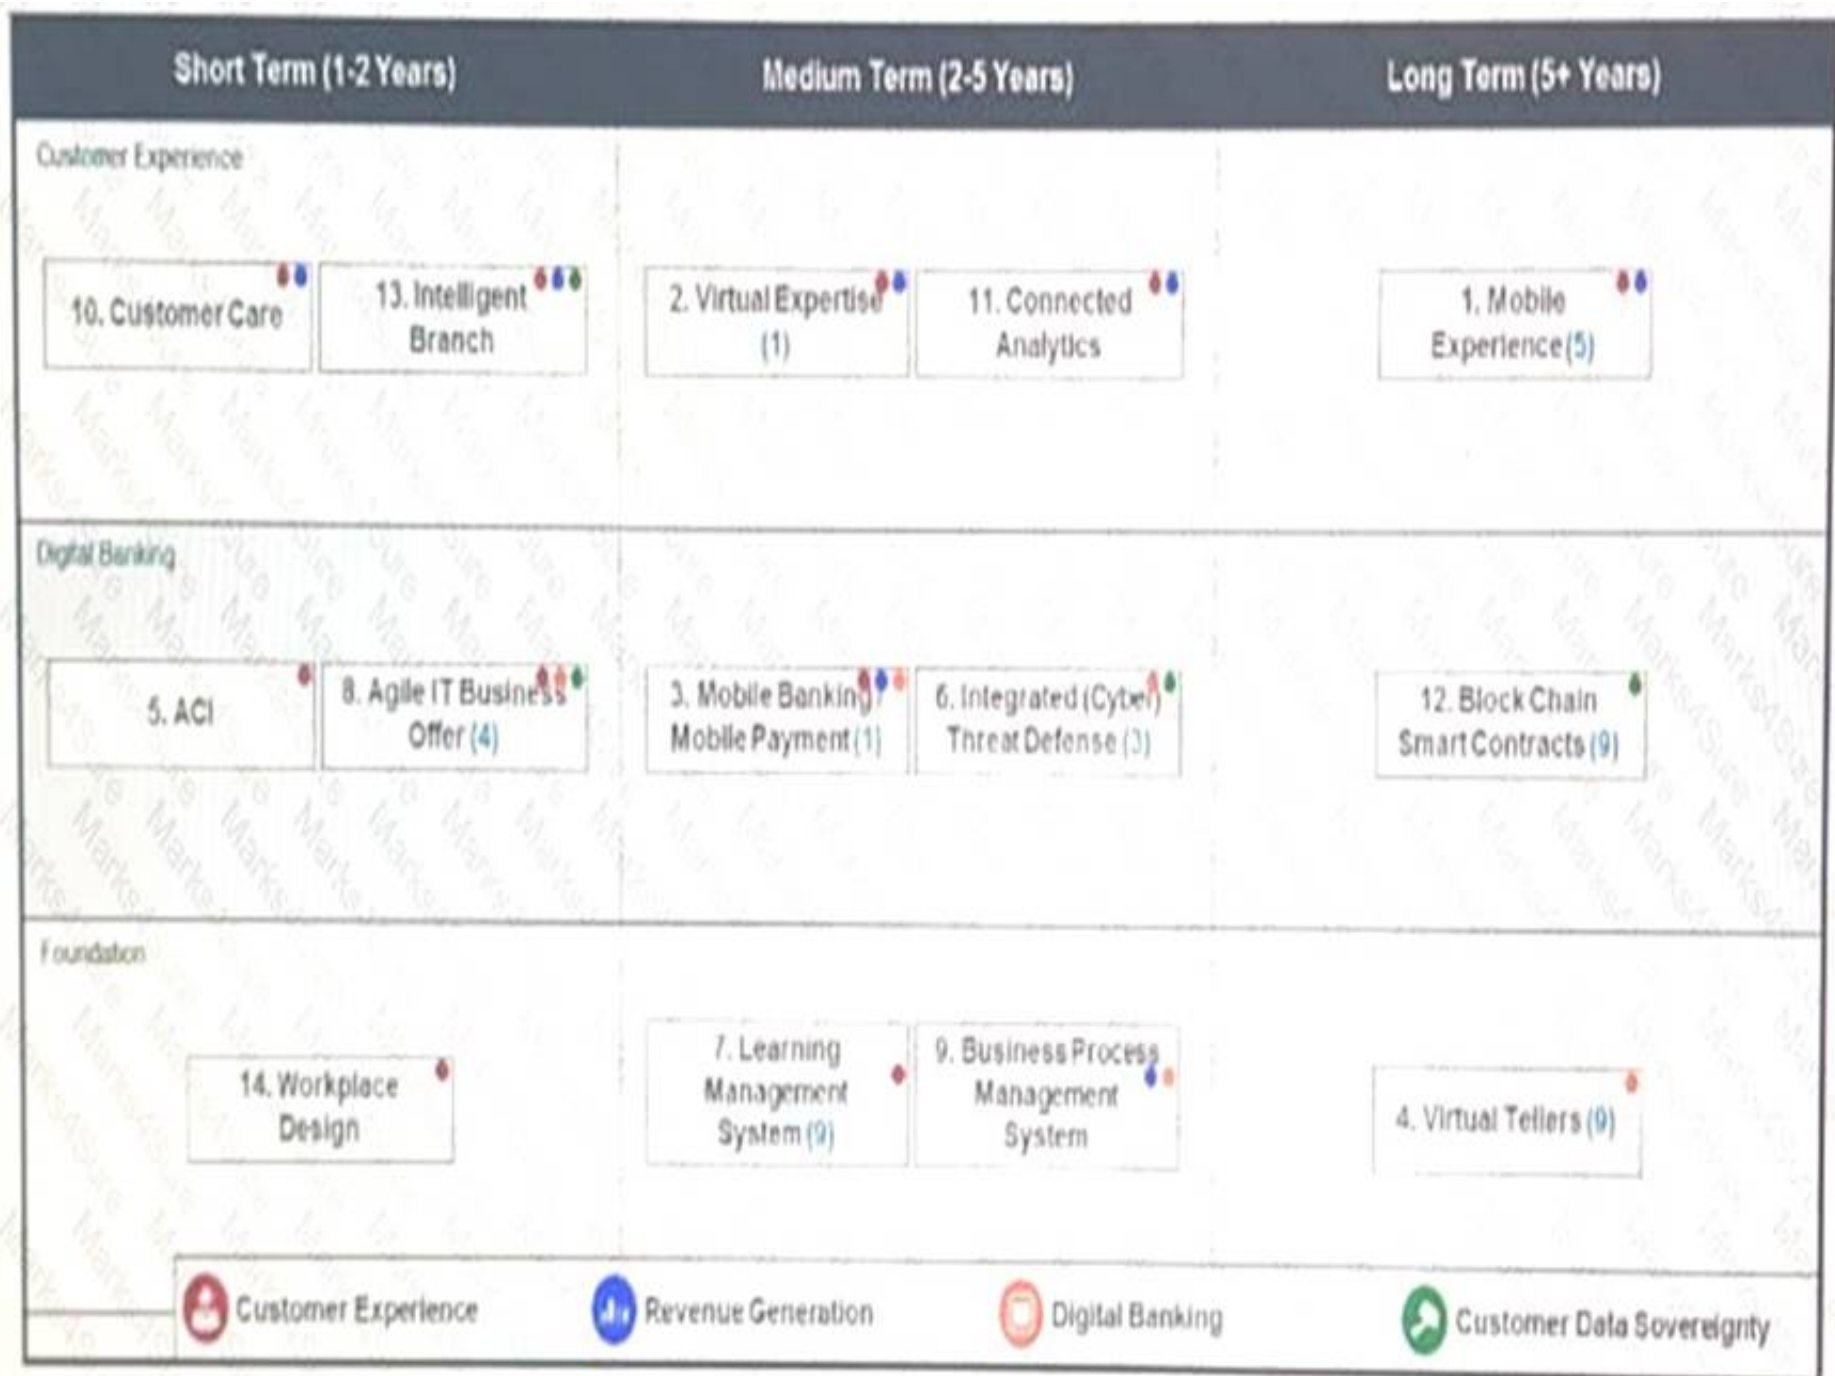 Short Term (1-2 Years)
Medium Term (2-5 Years)
Long Term (5+ Years)
Customer Experience
10. Customer Care
13. Intelligent
Branch
2. Virtual Expertise
(1)
11. Connected
Analytics
1. Mobile
Experience (5)
Digital Banking
5. ACI
8. Agile IT Business
Offer (4)
3. Mobile Banking/
Mobile Payment (1)
6. Integrated (Cyber)
Threat Defense (3)
12. Block Chain
Smart Contracts (9)
Foundation
14. Workplace
Design
7. Learning
Management
System (9)
9. Business Process
Management
System
4. Virtual Tellers (9)
Customer Experience
Revenue Generation
Digital Banking
Customer Data Sovereignty
Marks4Sure